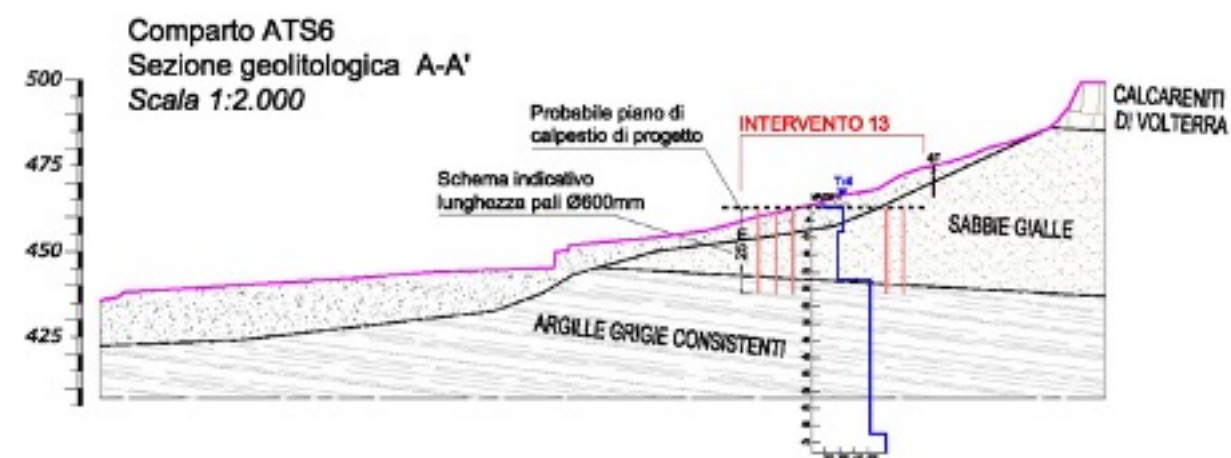 Comparto ATS6
Sezione geolitologica A-A'
Scala 1:2.000
500
475
450
425
Probabile piano di
calpestio di progetto
INTERVENTO 13
Schema indicativo
lunghezza pali Ø600mm
CALCARENITI
DI VOLTERRA
SABBIE GIALLE
ARGILLE GRIGIE CONSISTENTI